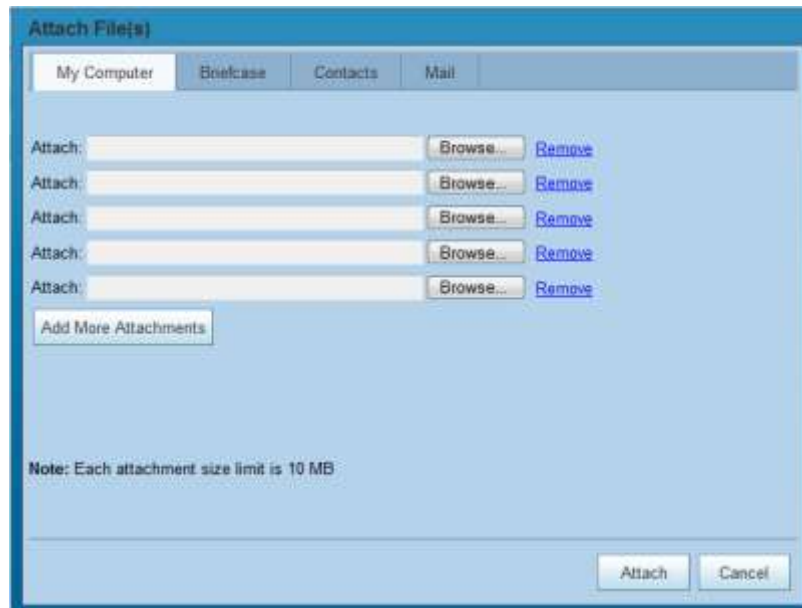 Attach File(s)
My Computer Briefcase Contacts Mail
Attach: Browse... Remove
Attach: Browse... Remove
Attach: Browse... Remove
Attach: Browse... Remove
Attach: Browse... Remove
Add More Attachments
Note: Each attachment size limit is 10 MB
Attach Cancel